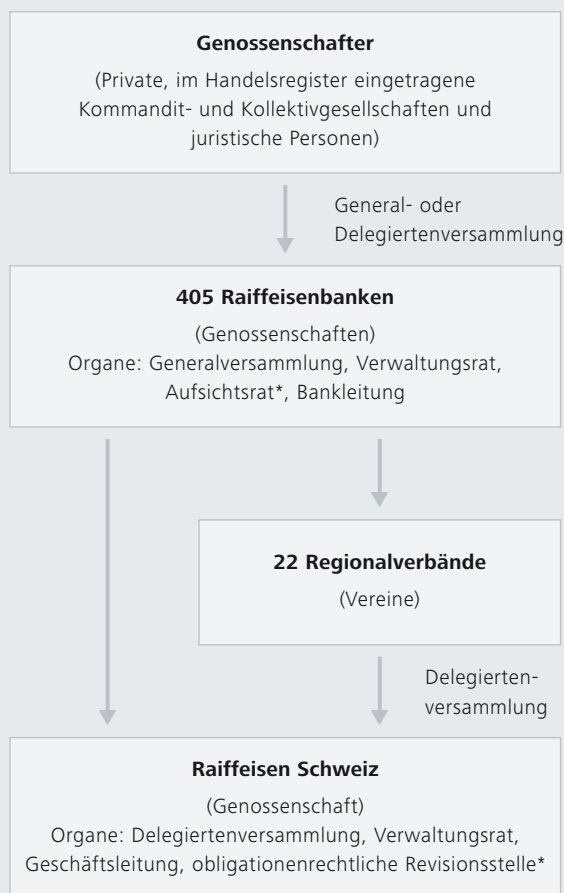 Genossenschafter
(Private, im Handelsregister eingetragene
Kommandit- und Kollektivgesellschaften und
juristische Personen)
General- oder
Delegiertenversammlung
405 Raiffeisenbanken
(Genossenschaften)
Organe: Generalversammlung, Verwaltungsrat,
Aufsichtsrat*, Bankleitung
22 Regionalverbände
(Vereine)
Delegierten-
versammlung
Raiffeisen Schweiz
(Genossenschaft)
Organe: Delegiertenversammlung, Verwaltungsrat,
Geschäftsleitung, obligationenrechtliche Revisionsstelle*